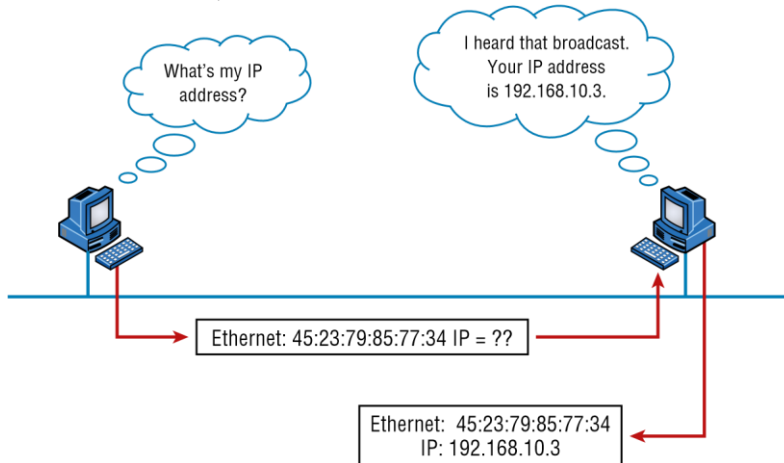 What's my IP
address?
I heard that broadcast.
Your IP address
is 192.168.10.3.
Ethernet: 45:23:79:85:77:34 IP = ??
Ethernet: 45:23:79:85:77:34
IP: 192.168.10.3